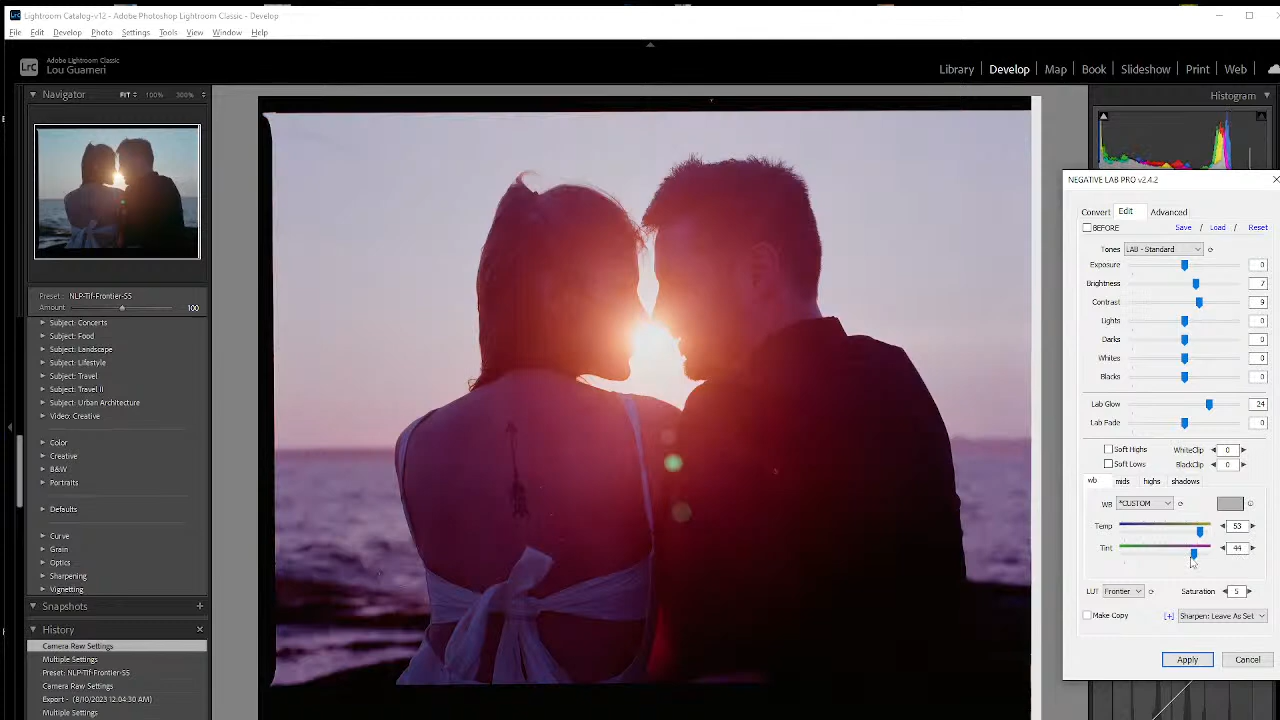 Lightroom Catalog-v12 - Adobe Photoshop Lightroom Classic - Develop
File Edit Develop Photo Settings Tools View Window Help
LrC
Adobe Lightroom Classic
Lou Guarneri
Library Develop Map Book Slideshow Print Web
Navigator FIT 100% 300%
Histogram
Preset: NLP-Tif-Frontier-S5
Amount 100
Subject: Concerts
Subject: Food
Subject: Landscape
Subject: Lifestyle
Subject: Travel
Subject: Travel II
Subject: Urban Architecture
Video: Creative
Color
Creative
B&W
Portraits
Defaults
Curve
Grain
Optics
Sharpening
Vignetting
Snapshots +
History
Camera Raw Settings
Multiple Settings
Preset: NLP-Tif-Frontier-S5
Camera Raw Settings
Export - (8/10/2023 12:04:30 AM)
Multiple Settings
NEGATIVE LAB PRO v2.4.2
Convert Edit Advanced
BEFORE Save / Load / Reset
Tones LAB - Standard
Exposure 0
Brightness 7
Contrast 9
Lights 0
Darks 0
Whites 0
Blacks 0
Lab Glow 24
Lab Fade 0
Soft Highs WhiteClip 0
Soft Lows BlackClip 0
wb mids highs shadows
WB *CUSTOM
Temp 53
Tint 44
LUT Frontier Saturation 5
Make Copy [+] Sharpen: Leave As Set
Apply Cancel